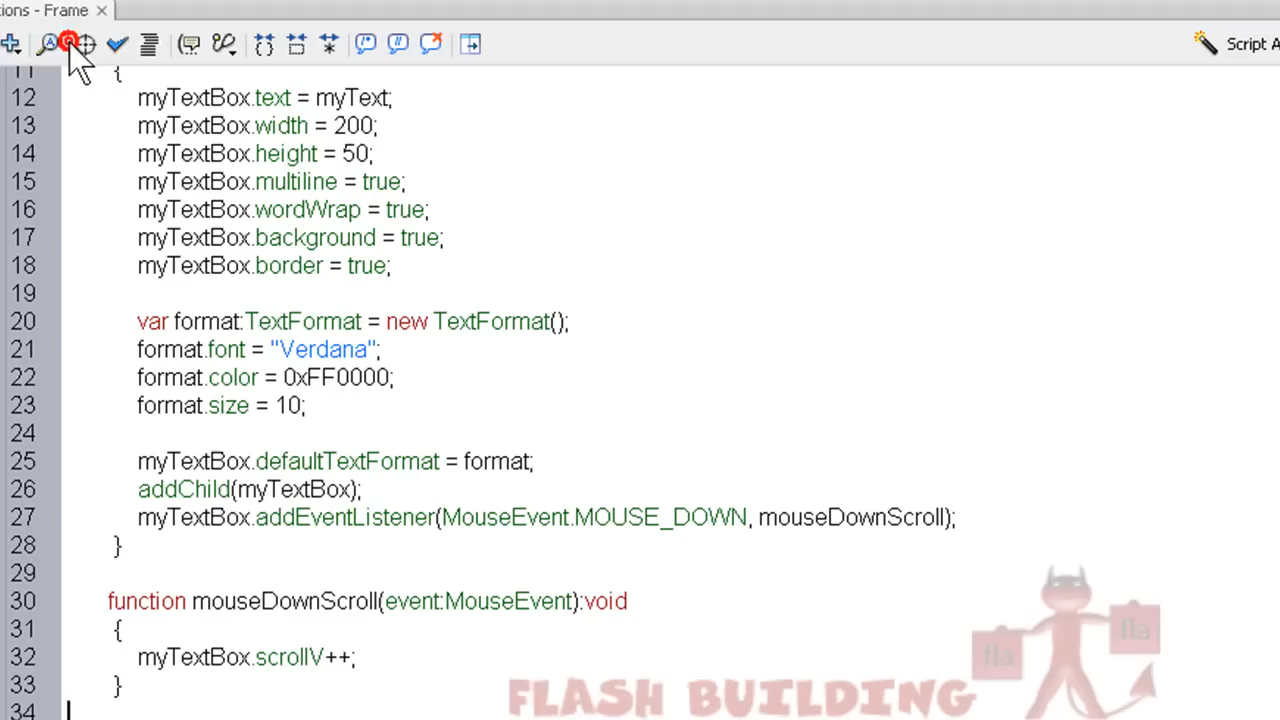 ions - Frame ×
Script A
11 {
12 myTextBox.text = myText;
13 myTextBox.width = 200;
14 myTextBox.height = 50;
15 myTextBox.multiline = true;
16 myTextBox.wordWrap = true;
17 myTextBox.background = true;
18 myTextBox.border = true;
19
20 var format:TextFormat = new TextFormat();
21 format.font = "Verdana";
22 format.color = 0xFF0000;
23 format.size = 10;
24
25 myTextBox.defaultTextFormat = format;
26 addChild(myTextBox);
27 myTextBox.addEventListener(MouseEvent.MOUSE_DOWN, mouseDownScroll);
28 }
29
30 function mouseDownScroll(event:MouseEvent):void
31 {
32 myTextBox.scrollV++;
33 }
34
fla
fla
FLASH BUILDING